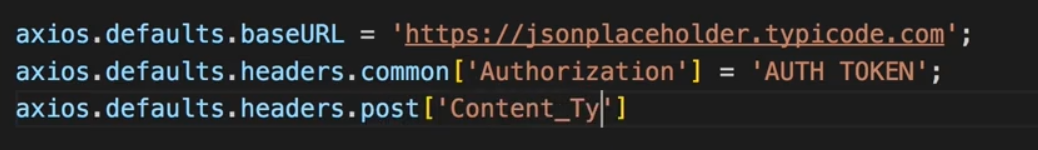 axios.defaults.baseURL = 'https://jsonplaceholder.typicode.com';
axios.defaults.headers.common['Authorization'] = 'AUTH TOKEN';
axios.defaults.headers.post['Content_Ty']